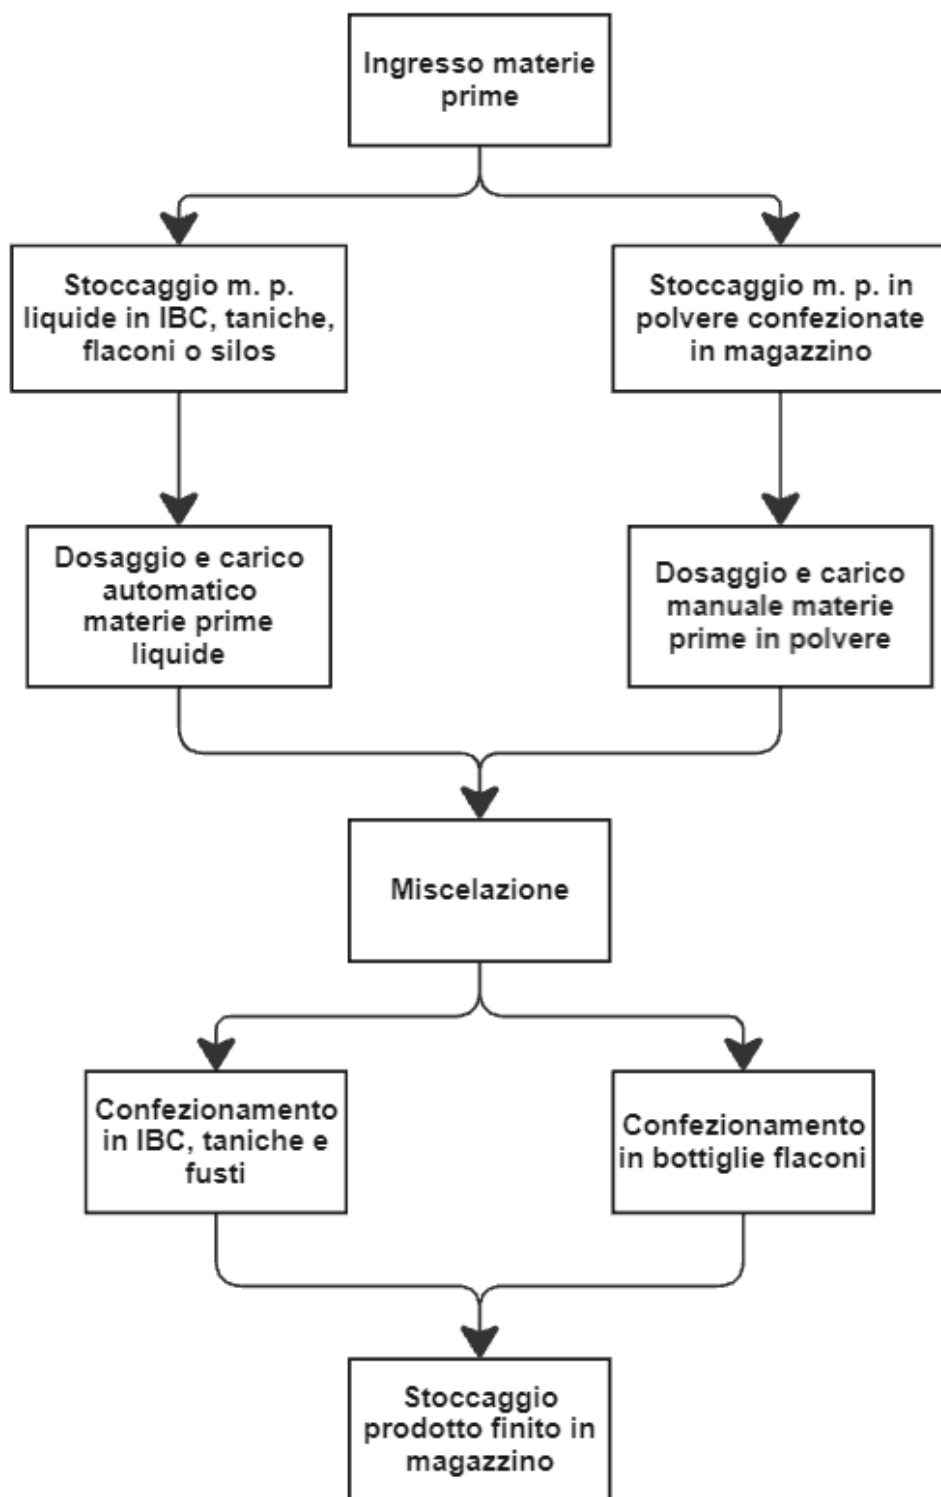 Ingresso materie
prime
Stoccaggio m. p.
liquide in IBC, taniche,
flaconi o silos
Stoccaggio m. p. in
polvere confezionate
in magazzino
Dosaggio e carico
automatico
materie prime
liquide
Dosaggio e carico
manuale materie
prime in polvere
Miscelazione
Confezionamento
in IBC, taniche e
fusti
Confezionamento
in bottiglie flaconi
Stoccaggio
prodotto finito in
magazzino